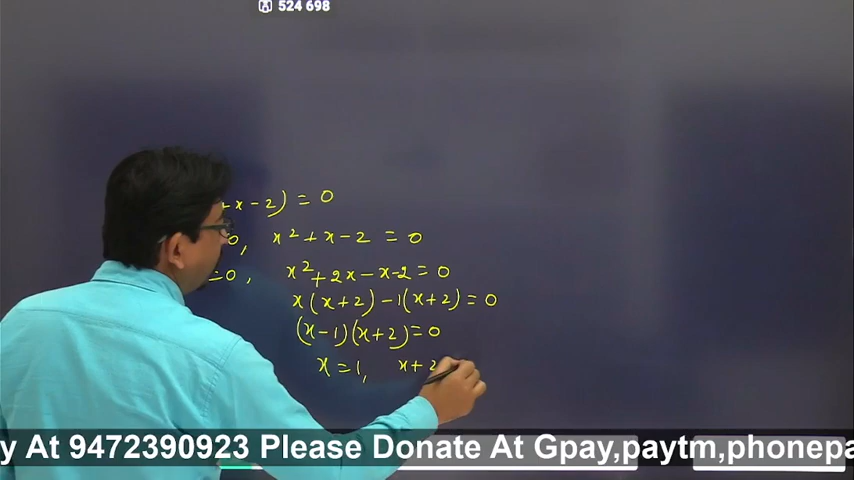 524 698
+x-2) = 0
0, x²+x-2 = 0
=0, x²+2x-x-2=0
x(x+2)-1(x+2)=0
(x-1)(x+2)=0
x=1, x+2
y At 9472390923 Please Donate At Gpay,paytm,phonepa